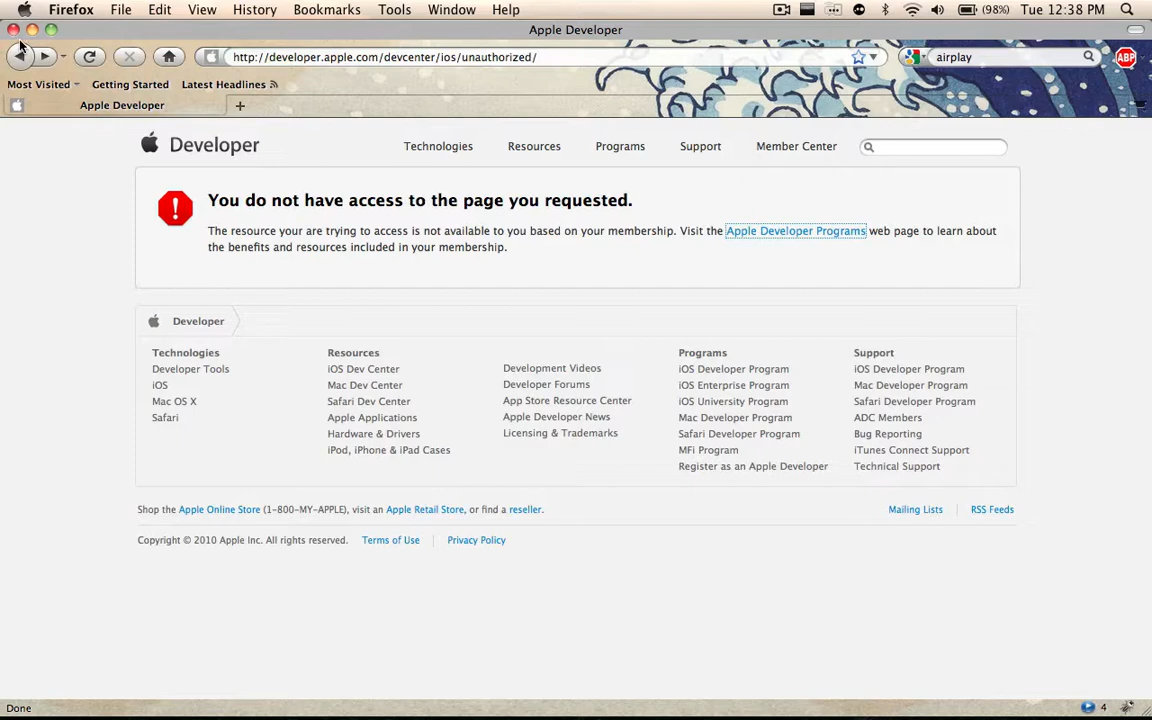 Firefox File Edit View History Bookmarks Tools Window Help (98%) Tue 12:38 PM
Apple Developer
http://developer.apple.com/devcenter/ios/unauthorized/ airplay ABP
Most Visited Getting Started Latest Headlines
Apple Developer
Developer Technologies Resources Programs Support Member Center
You do not have access to the page you requested.
The resource your are trying to access is not available to you based on your membership. Visit the Apple Developer Programs web page to learn about
the benefits and resources included in your membership.
Developer
Technologies
Developer Tools
iOS
Mac OS X
Safari
Resources
iOS Dev Center
Mac Dev Center
Safari Dev Center
Apple Applications
Hardware & Drivers
iPod, iPhone & iPad Cases
Development Videos
Developer Forums
App Store Resource Center
Apple Developer News
Licensing & Trademarks
Programs
iOS Developer Program
iOS Enterprise Program
iOS University Program
Mac Developer Program
Safari Developer Program
MFi Program
Register as an Apple Developer
Support
iOS Developer Program
Mac Developer Program
Safari Developer Program
ADC Members
Bug Reporting
iTunes Connect Support
Technical Support
Shop the Apple Online Store (1-800-MY-APPLE), visit an Apple Retail Store, or find a reseller. Mailing Lists RSS Feeds
Copyright © 2010 Apple Inc. All rights reserved. Terms of Use Privacy Policy
Done 4